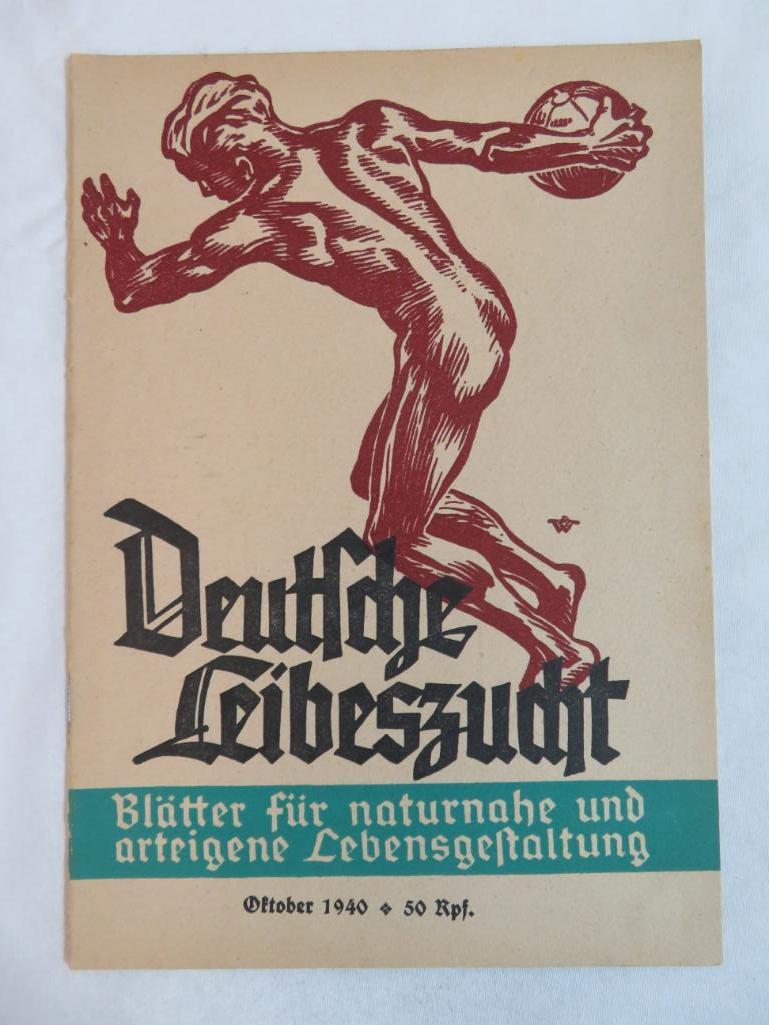 Deutsche
Leibeszucht
Blätter für naturnahe und
arteigene Lebensgestaltung
Oktober 1940 ❖ 50 Rpf.